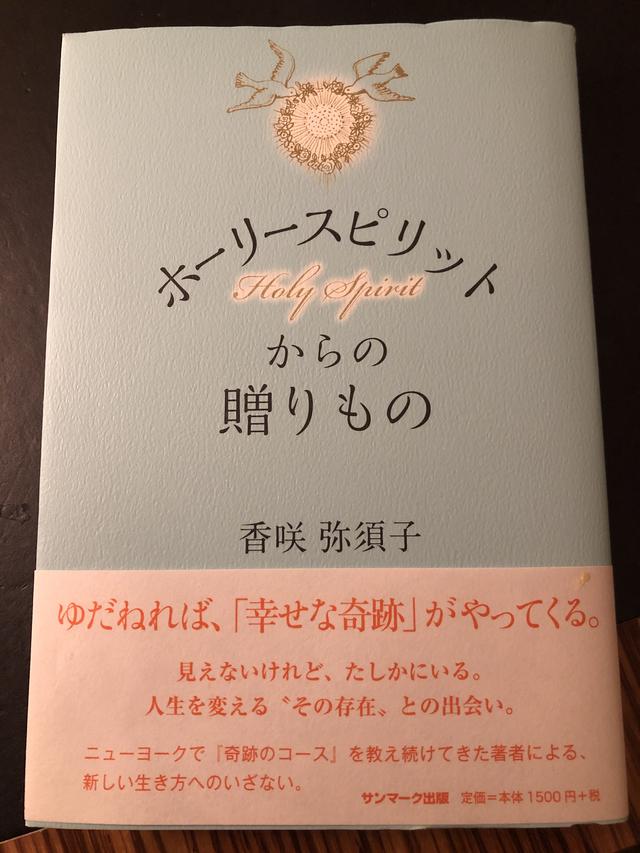 ホーリースピリット
Holy Spirit
からの
贈りもの
香咲 弥須子
ゆだねれば、「幸せな奇跡」がやってくる。
見えないけれど、たしかにいる。
人生を変える〝その存在〟との出会い。
ニューヨークで『奇跡のコース』を教え続けてきた著者による、
新しい生き方へのいざない。
サンマーク出版 定価=本体1500円+税